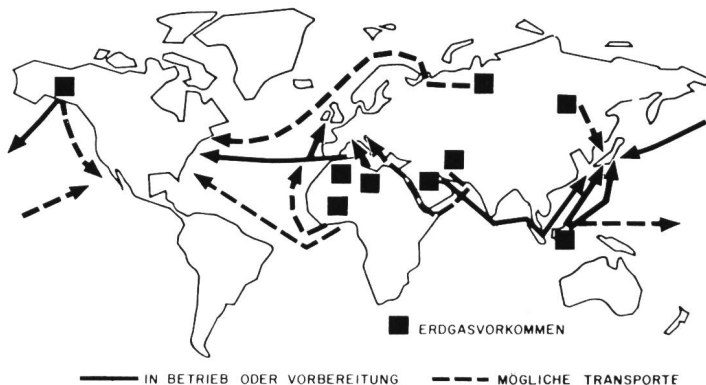 ERDGASVORKOMMEN
IN BETRIEB ODER VORBEREITUNG
MÖGLICHE TRANSPORTE